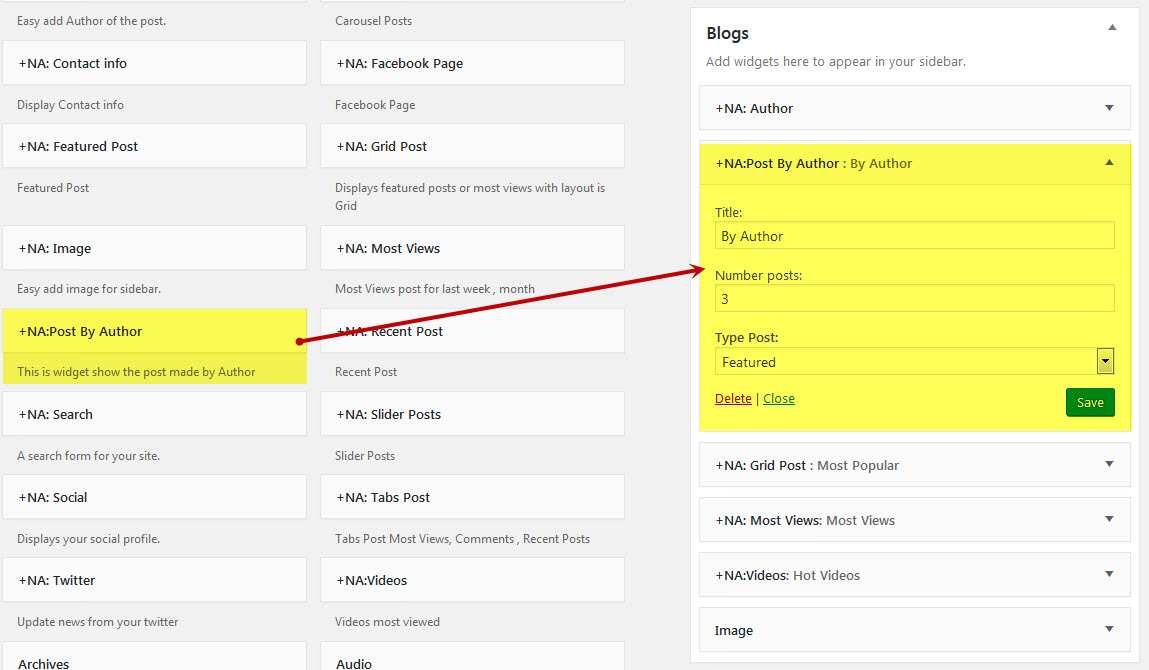 Easy add Author of the post.
+NA: Contact info
Display Contact info
+NA: Featured Post
Featured Post
+NA: Image
Easy add image for sidebar.
+NA:Post By Author
This is widget show the post made by Author
+NA: Search
A search form for your site.
+NA: Social
Displays your social profile.
+NA: Twitter
Update news from your twitter
Archives
Carousel Posts
+NA: Facebook Page
Facebook Page
+NA: Grid Post
Displays featured posts or most views with layout is
Grid
+NA: Most Views
Most Views post for last week , month
+NA: Recent Post
Recent Post
+NA: Slider Posts
Slider Posts
+NA: Tabs Post
Tabs Post Most Views, Comments , Recent Posts
+NA:Videos
Videos most viewed
Audio
Blogs
Add widgets here to appear in your sidebar.
+NA: Author
+NA:Post By Author : By Author
Title:
By Author
Number posts:
3
Type Post:
Featured
Delete | Close
Save
+NA: Grid Post : Most Popular
+NA: Most Views: Most Views
+NA:Videos: Hot Videos
Image